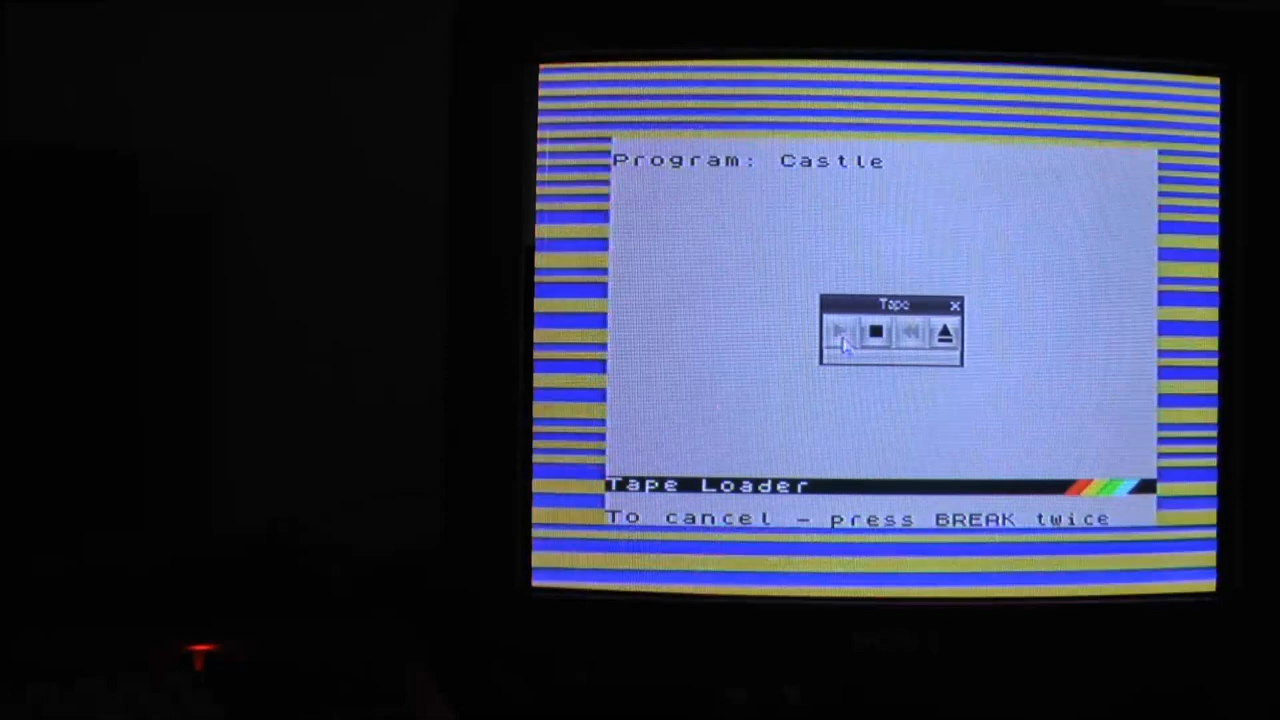 Program: Castle
Tape X
Tape Loader
To cancel – press BREAK twice